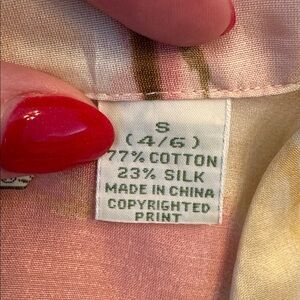 S
(4/6)
77% COTTON
23% SILK
MADE IN CHINA
COPYRIGHTED
PRINT